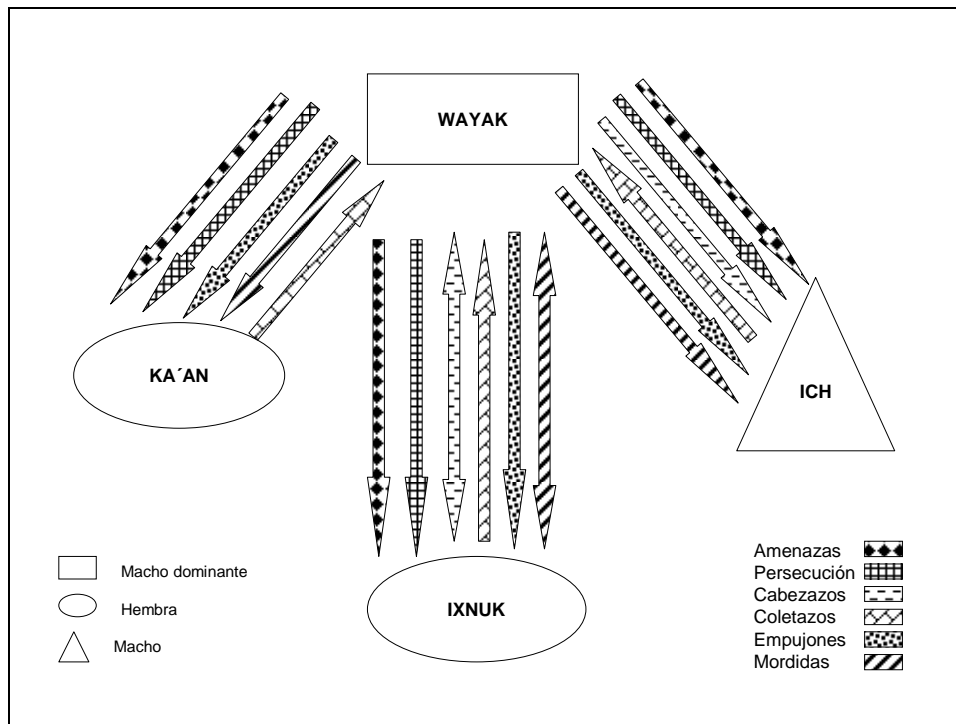 WAYAK
KA´AN
ICH
IXNUK
Macho dominante
Hembra
Macho
Amenazas
Persecución
Cabezazos
Coletazos
Empujones
Mordidas